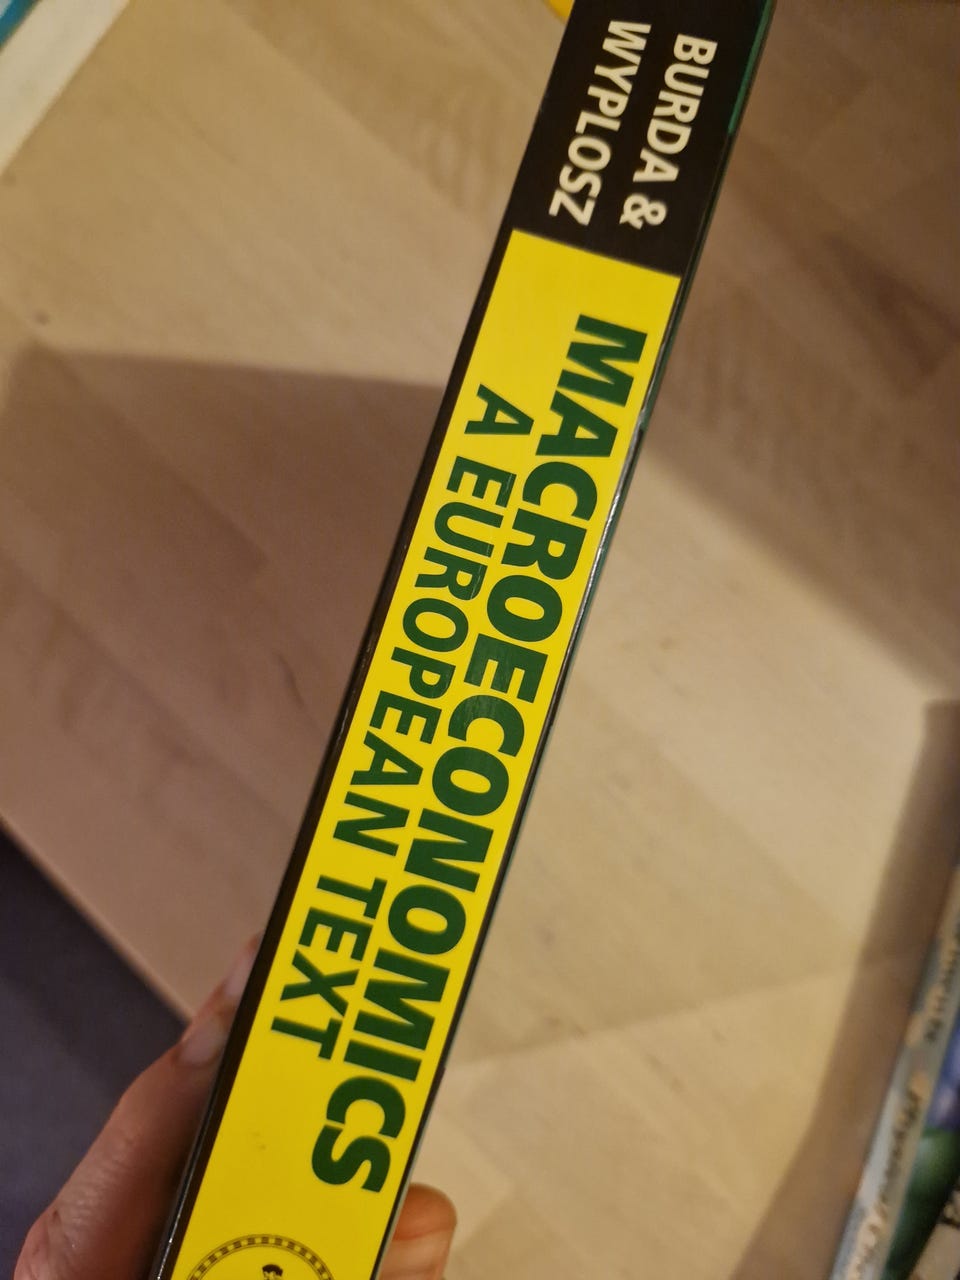 BURDA &
WYPLOSZ
MACROECONOMICS
A EUROPEAN TEXT